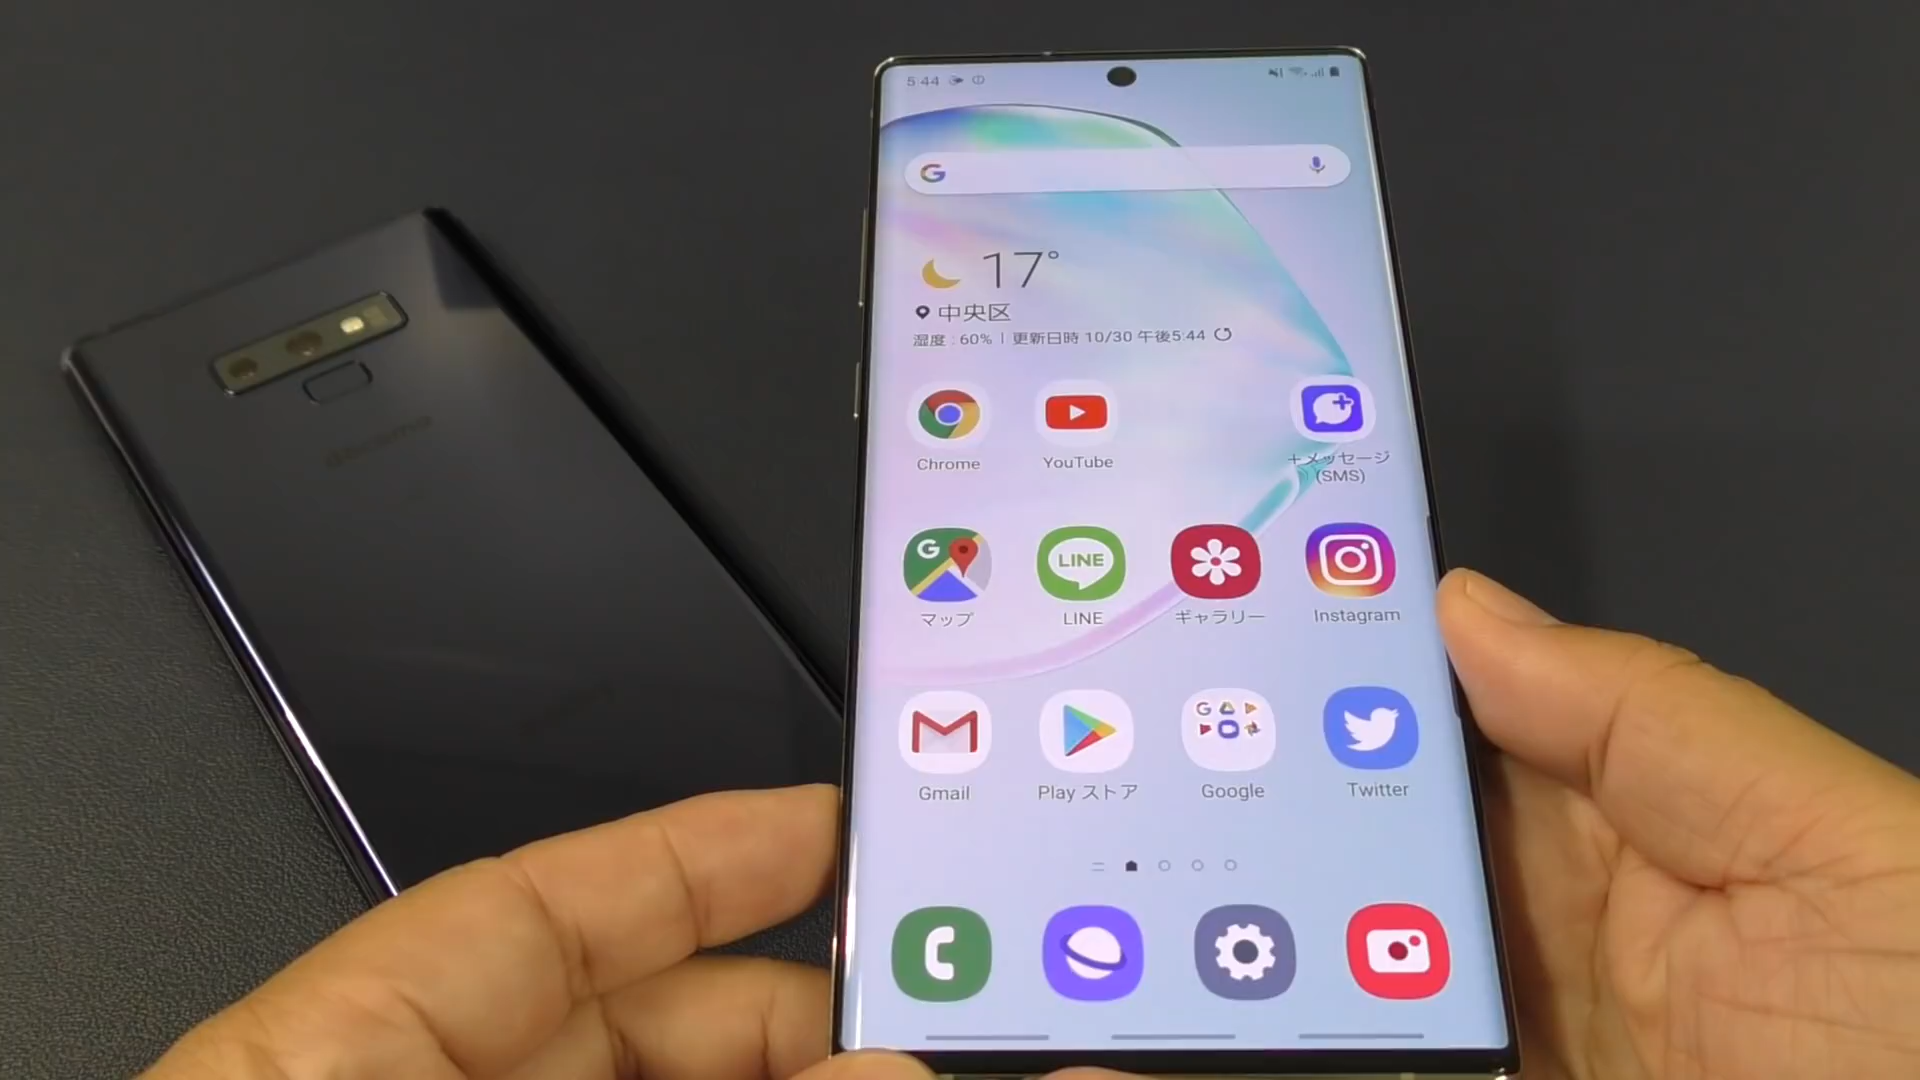 5:44
G
17°
中央区
湿度 : 60% | 更新日時 10/30 午後5:44
Chrome
YouTube
+メッセージ
(SMS)
G
LINE
マップ
LINE
ギャラリー
Instagram
G
Gmail
Play ストア
Google
Twitter
docomo